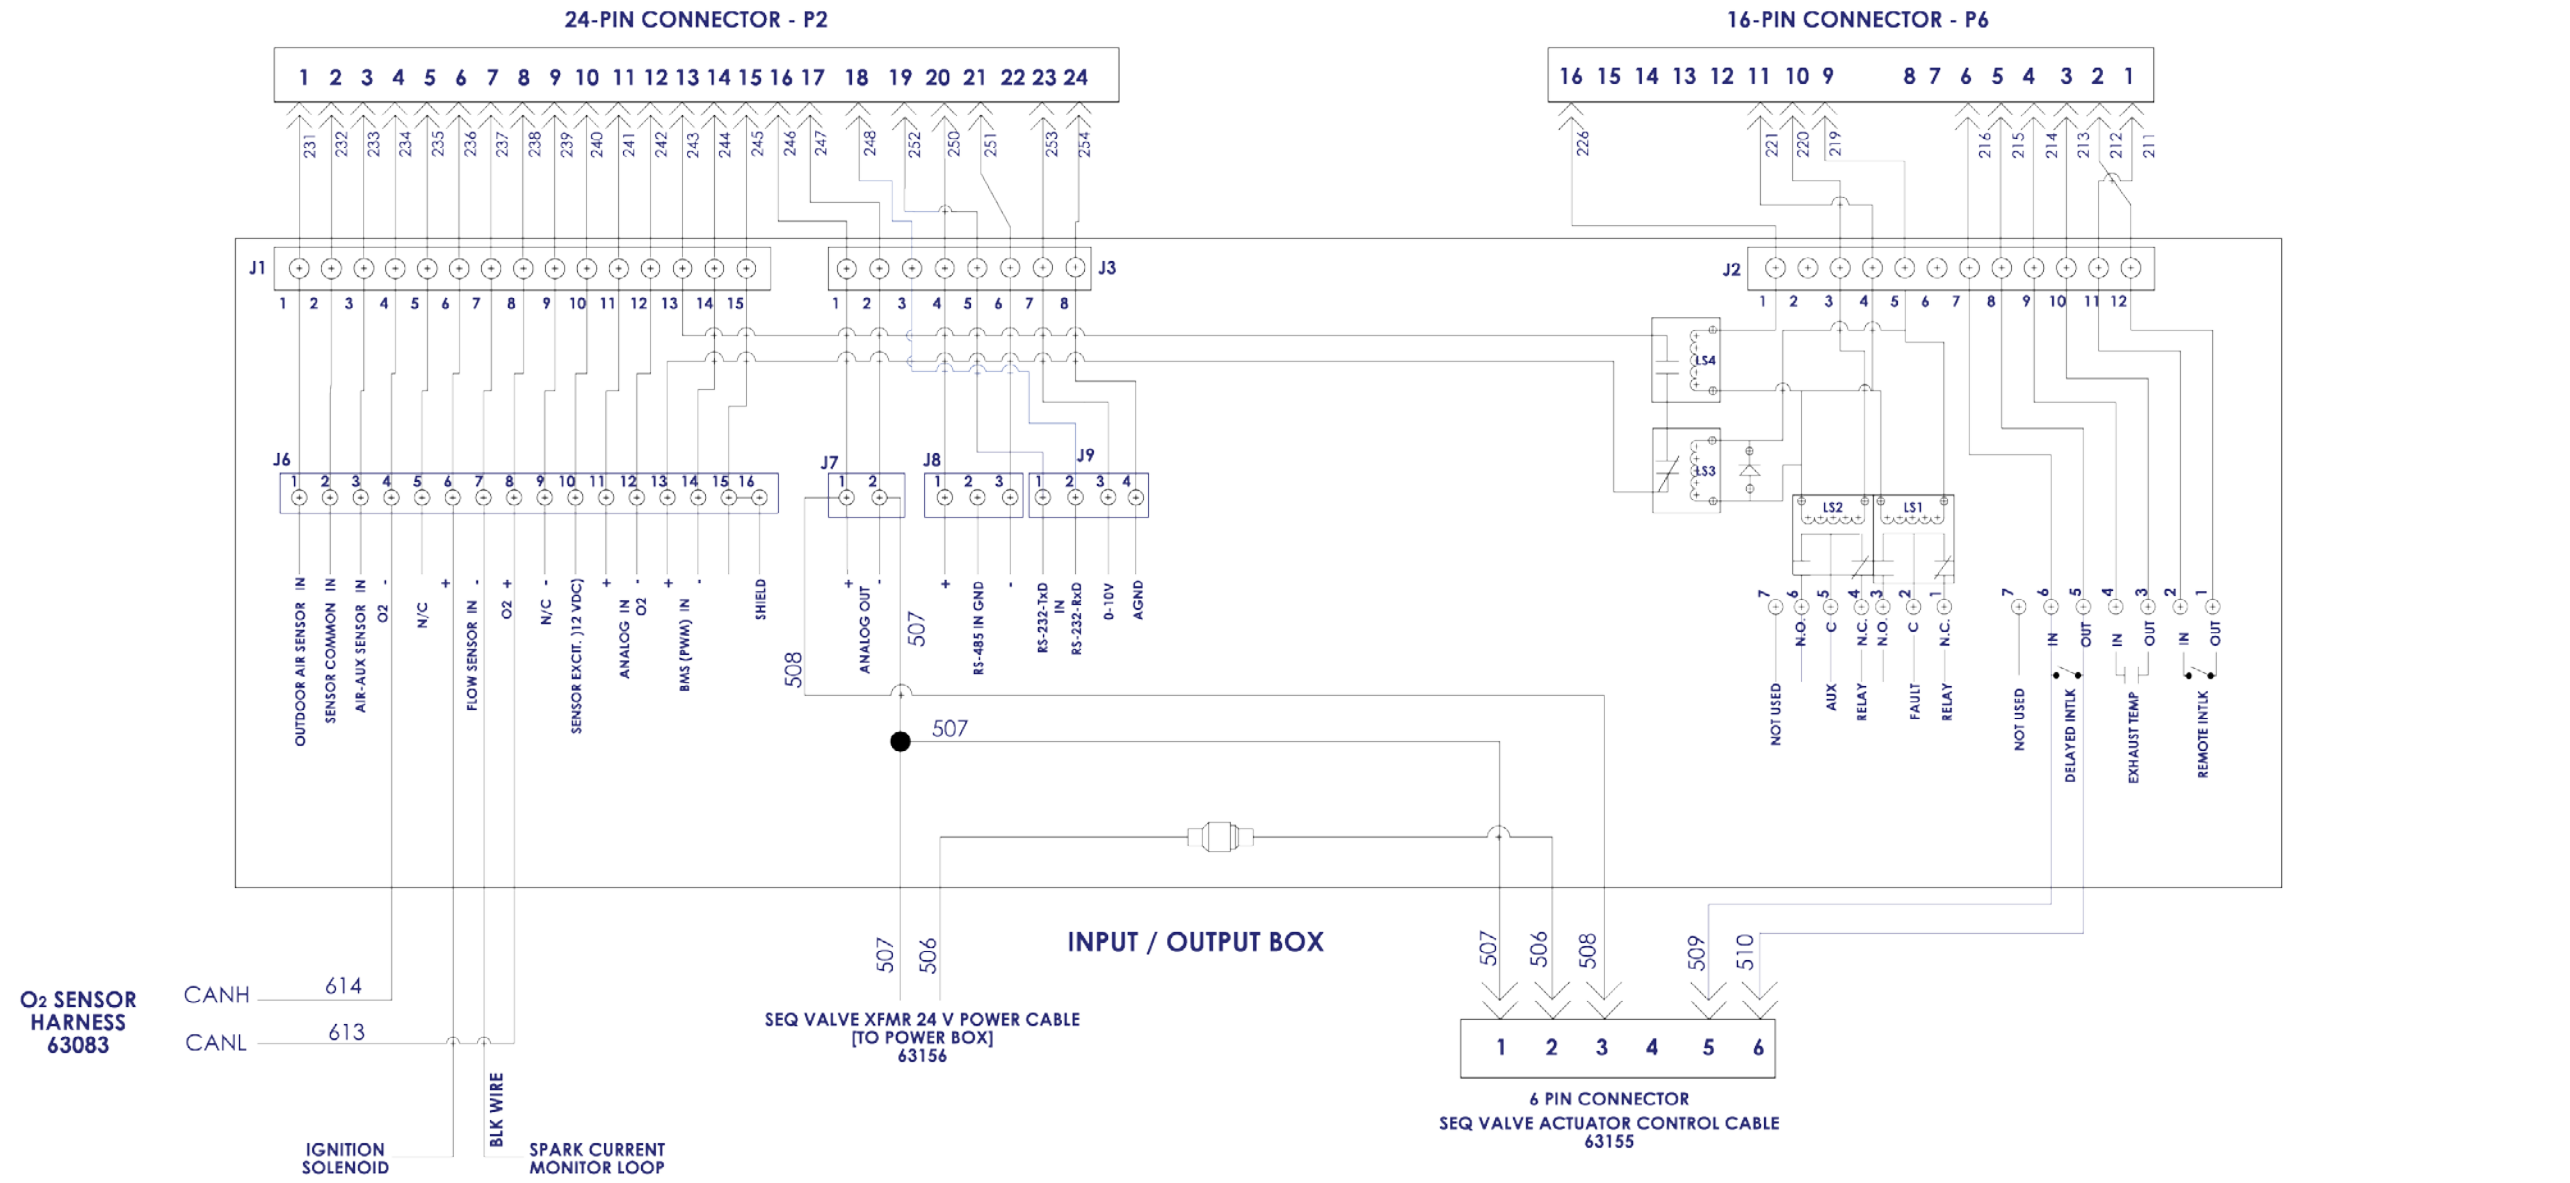 24-PIN CONNECTOR - P2
16-PIN CONNECTOR - P6
1 2 3 4 5 6 7 8 9 10 11 12 13 14 15 16 17 18 19 20 21 22 23 24
16 15 14 13 12 11 10 9 8 7 6 5 4 3 2 1
231 232 233 234 235 236 237 238 239 240 241 242 243 244 245 246 247 248 252 250 251 253 254
226 221 220 219 216 215 214 213 212 211
J1
J3
J2
1 2 3 4 5 6 7 8 9 10 11 12 13 14 15
1 2 3 4 5 6 7 8
1 2 3 4 5 6 7 8 9 10 11 12
LS4
LS3
J6
J7
J8
J9
1 2 3 4 5 6 7 8 9 10 11 12 13 14 15 16
1 2
1 2 3
1 2 3 4
LS2
LS1
7 6 5 4 3 2 1
7 6 5 4 3 2 1
OUTDOOR AIR SENSOR IN
SENSOR COMMON IN
AIR-AUX SENSOR IN
O2 -
N/C
+
FLOW SENSOR IN
-
O2 +
N/C -
SENSOR EXCIT. )12 VDC)
+
ANALOG IN
-
O2
+
BMS (PWM) IN
-
SHIELD
+
ANALOG OUT
-
507
508
+
RS-485 IN GND
-
RS-232-TxD
IN
RS-232-RxD
0-10V
AGND
NOT USED
N.O.
C
AUX
N.C.
RELAY
N.O.
C
FAULT
N.C.
RELAY
NOT USED
IN
DELAYED INTLK
OUT
IN
EXHAUST TEMP
OUT
IN
REMOTE INTLK
OUT
507
INPUT / OUTPUT BOX
507
506
507
506
508
509
510
O2 SENSOR
HARNESS
63083
CANH
614
CANL
613
SEQ VALVE XFMR 24 V POWER CABLE
[TO POWER BOX]
63156
1 2 3 4 5 6
6 PIN CONNECTOR
SEQ VALVE ACTUATOR CONTROL CABLE
63155
BLK WIRE
IGNITION
SOLENOID
SPARK CURRENT
MONITOR LOOP